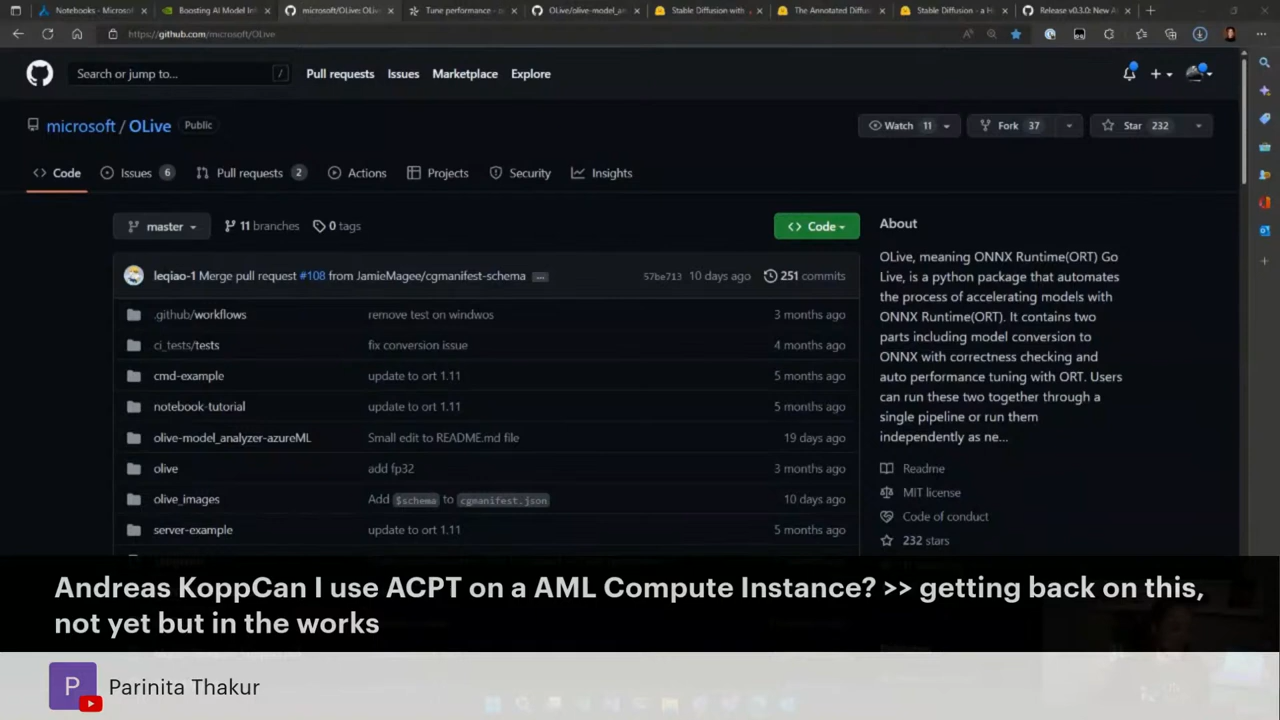 Notebooks - Microsof
Boosting AI Model Inf
microsoft/OLive: OLiv
Tune performance -
OLive/olive-model_an
Stable Diffusion with
The Annotated Diffus
Stable Diffusion - a H
Release v0.3.0: New A
https://github.com/microsoft/OLive
Search or jump to...
/
Pull requests
Issues
Marketplace
Explore
microsoft / OLive
Public
Watch 11
Fork 37
Star 232
Code
Issues 6
Pull requests 2
Actions
Projects
Security
Insights
master
11 branches
0 tags
Code
leqiao-1 Merge pull request #108 from JamieMagee/cgmanifest-schema ...
57be713 10 days ago
251 commits
.github/workflows remove test on windwos 3 months ago
ci_tests/tests fix conversion issue 4 months ago
cmd-example update to ort 1.11 5 months ago
notebook-tutorial update to ort 1.11 5 months ago
olive-model_analyzer-azureML Small edit to README.md file 19 days ago
olive add fp32 3 months ago
olive_images Add $schema to cgmanifest.json 10 days ago
server-example update to ort 1.11 5 months ago
About
OLive, meaning ONNX Runtime(ORT) Go
Live, is a python package that automates
the process of accelerating models with
ONNX Runtime(ORT). It contains two
parts including model conversion to
ONNX with correctness checking and
auto performance tuning with ORT. Users
can run these two together through a
single pipeline or run them
independently as ne...
Readme
MIT license
Code of conduct
232 stars
Andreas KoppCan I use ACPT on a AML Compute Instance? >> getting back on this,
not yet but in the works
P
Parinita Thakur